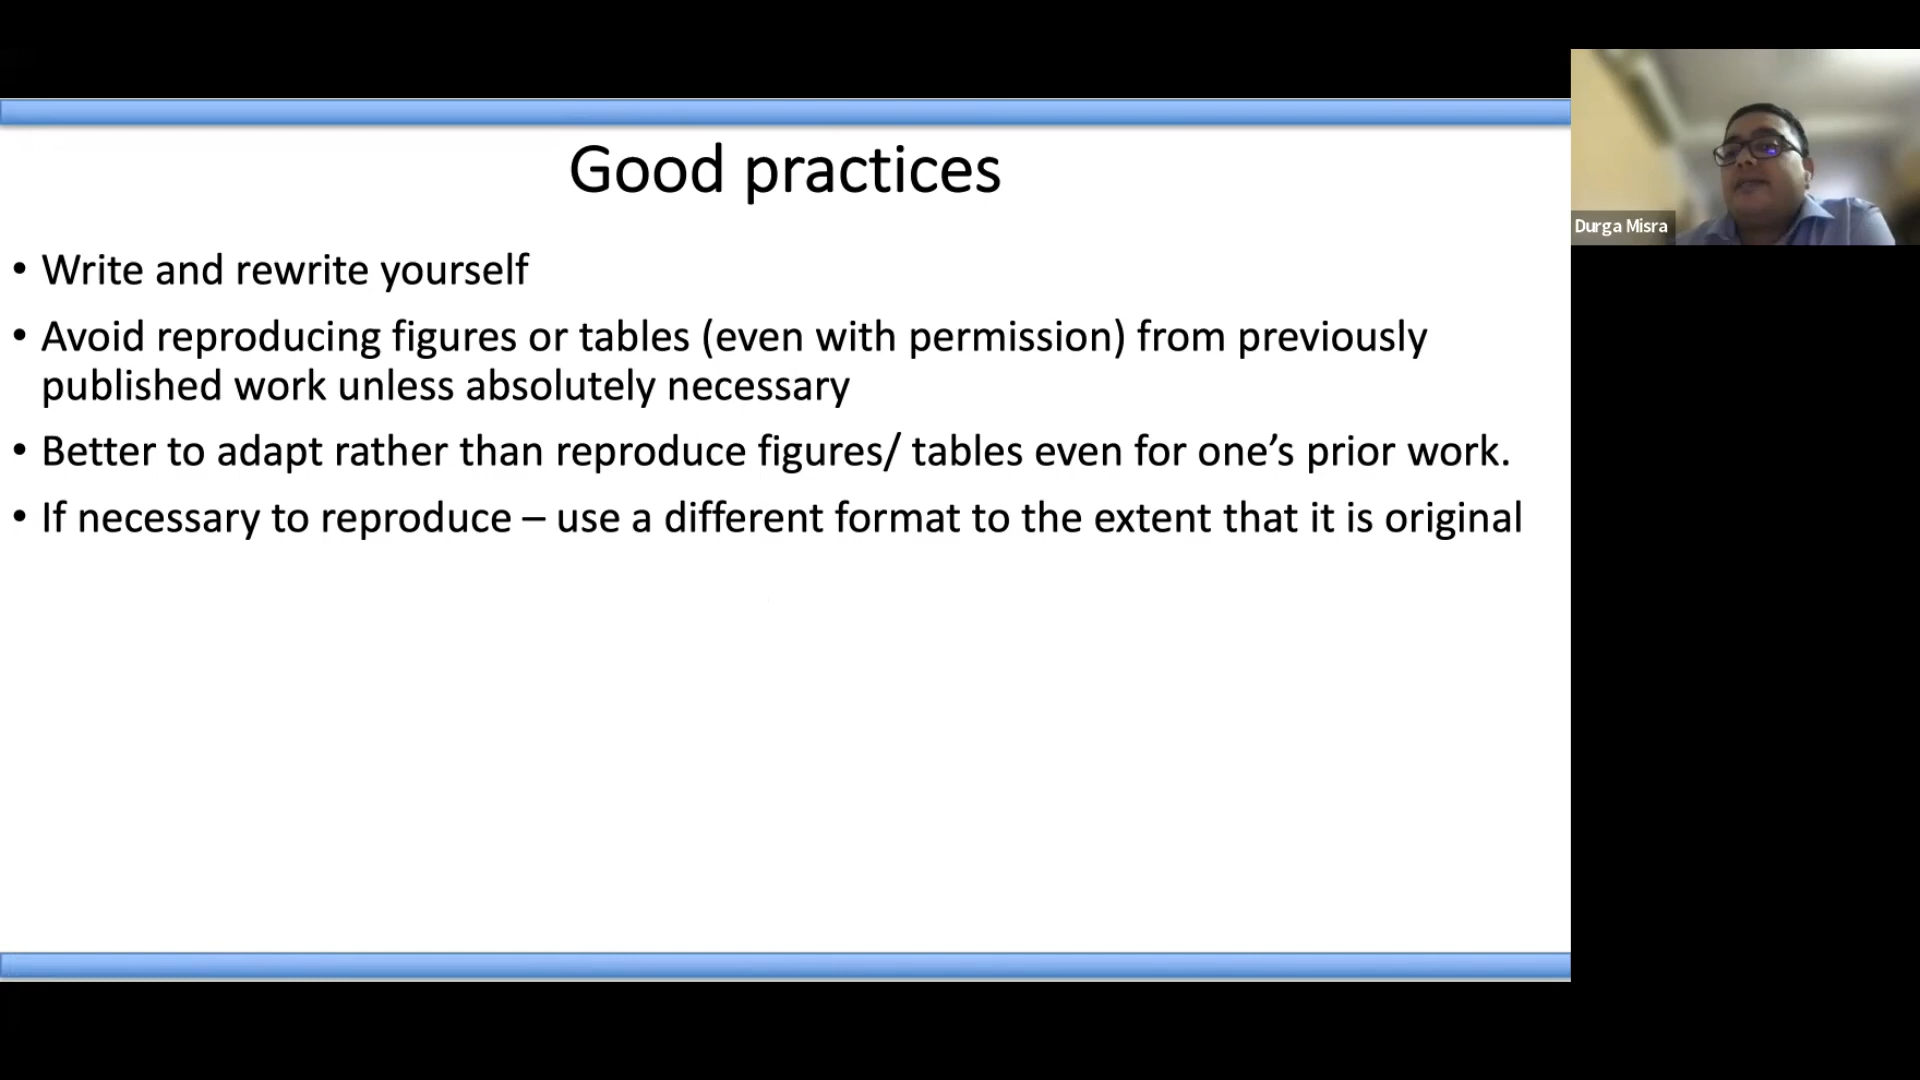 Good practices
• Write and rewrite yourself
• Avoid reproducing figures or tables (even with permission) from previously
published work unless absolutely necessary
• Better to adapt rather than reproduce figures/ tables even for one’s prior work.
• If necessary to reproduce – use a different format to the extent that it is original
Durga Misra